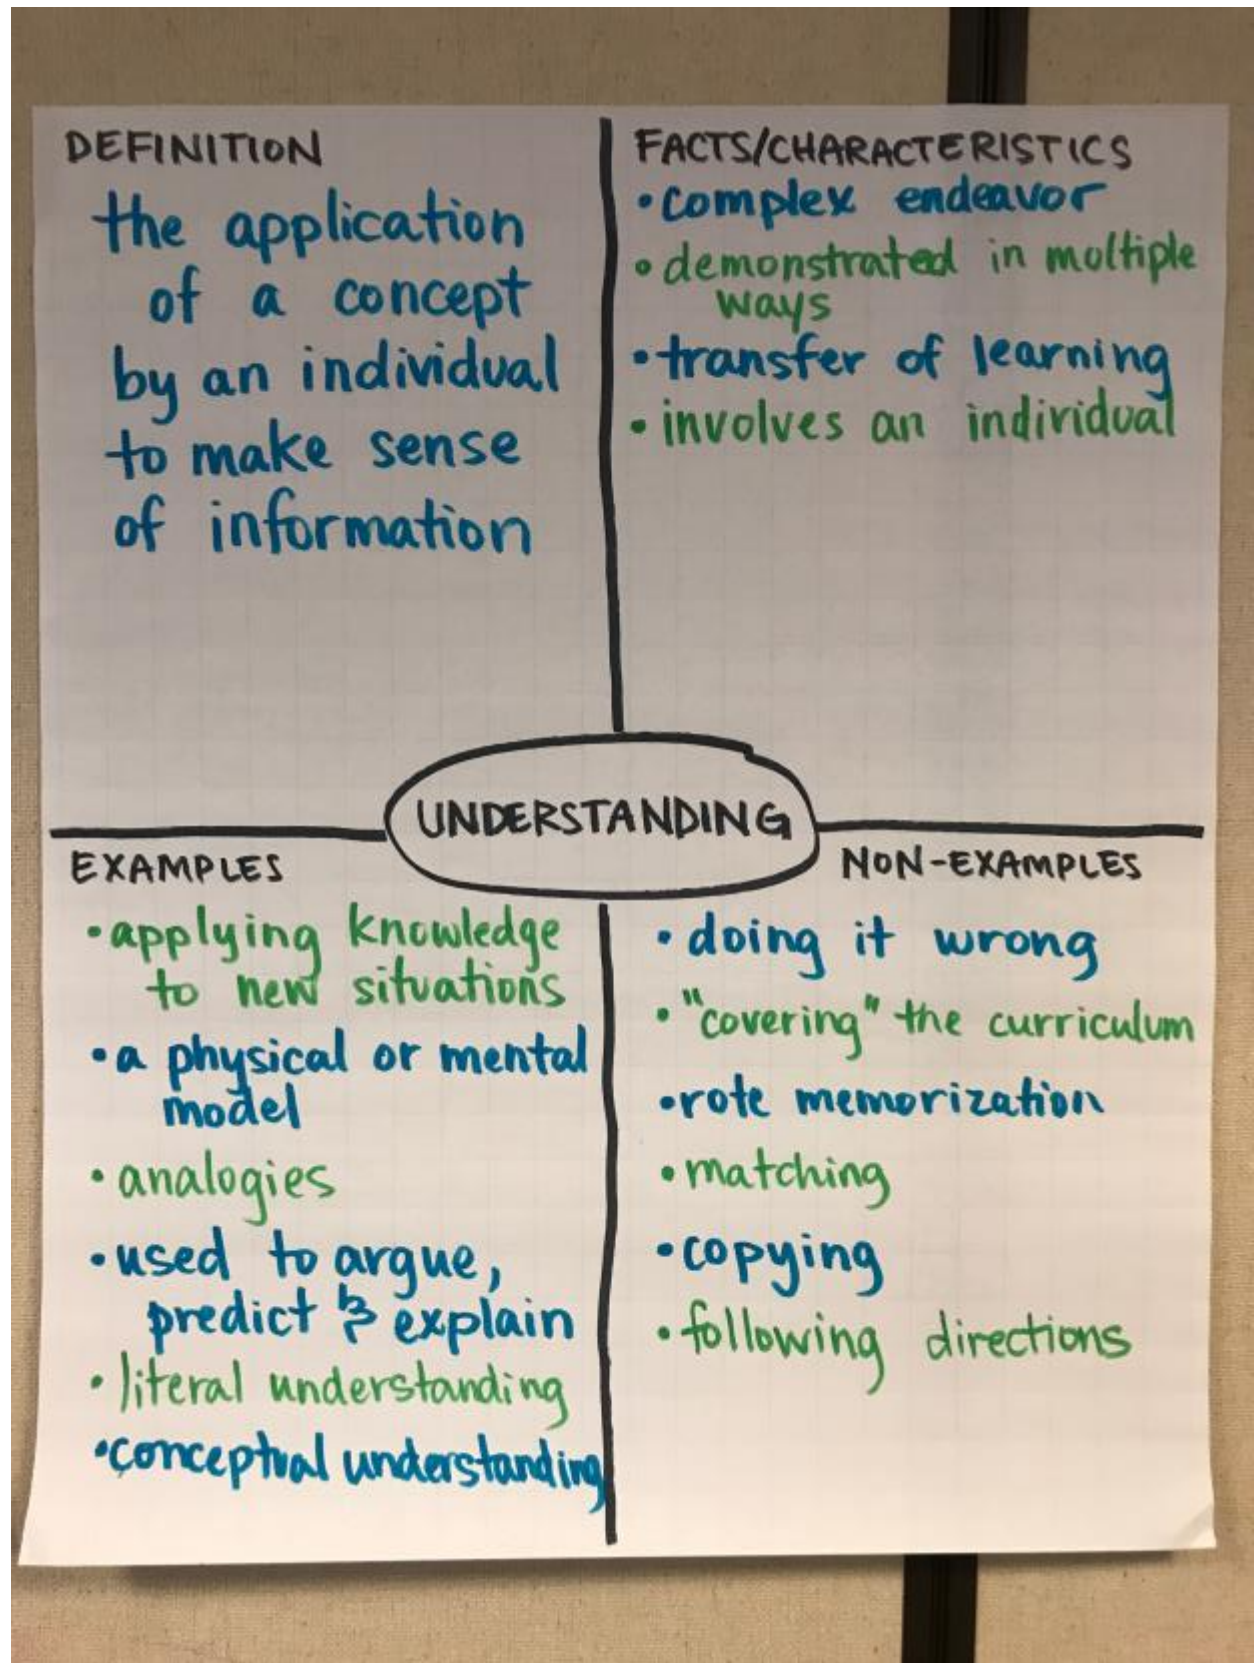 DEFINITION
the application
of a concept
by an individual
to make sense
of information
FACTS/CHARACTERISTICS
•complex endeavor
•demonstrated in multiple
ways
•transfer of learning
•involves an individual
UNDERSTANDING
EXAMPLES
•applying knowledge
to new situations
•a physical or mental
model
•analogies
•used to argue,
predict & explain
•literal understanding
•conceptual understanding
NON-EXAMPLES
•doing it wrong
•"covering" the curriculum
•rote memorization
•matching
•copying
•following directions